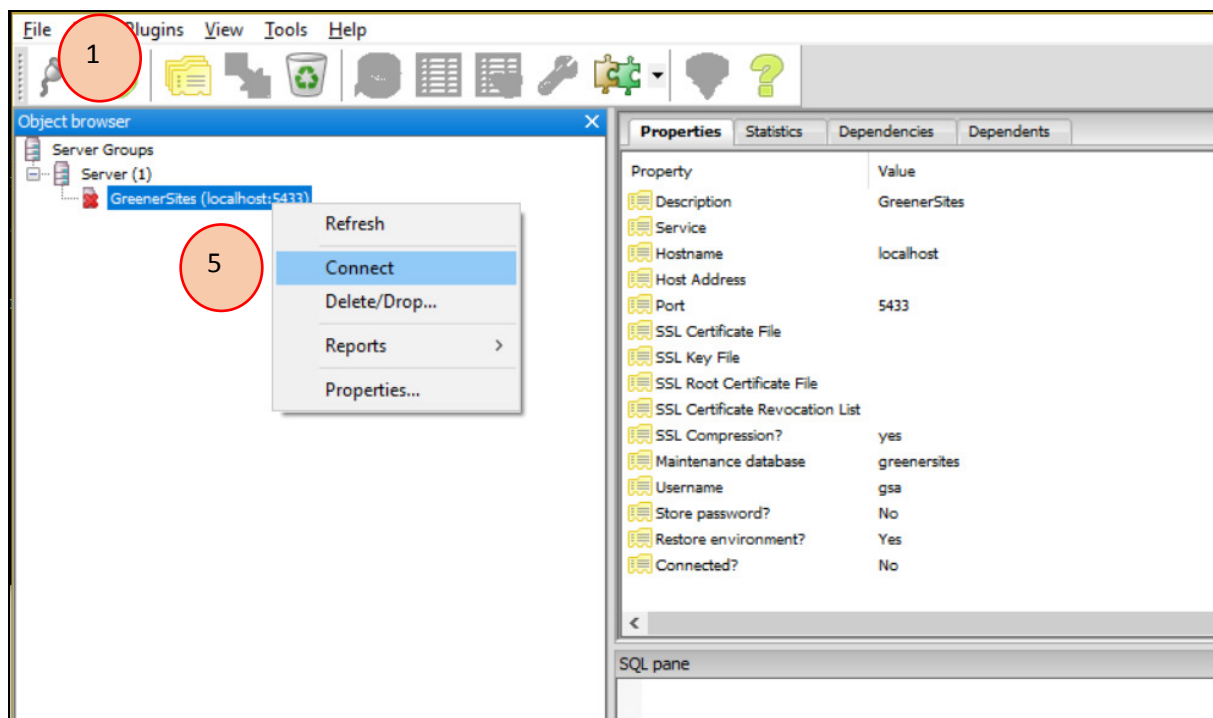 File Plugins View Tools Help
1
Object browser
Server Groups
Server (1)
GreenerSites (localhost:5433)
Refresh
5
Connect
Delete/Drop...
Reports
Properties...
Properties Statistics Dependencies Dependents
Property Value
Description GreenerSites
Service
Hostname localhost
Host Address
Port 5433
SSL Certificate File
SSL Key File
SSL Root Certificate File
SSL Certificate Revocation List
SSL Compression? yes
Maintenance database greenersites
Username gsa
Store password? No
Restore environment? Yes
Connected? No
SQL pane